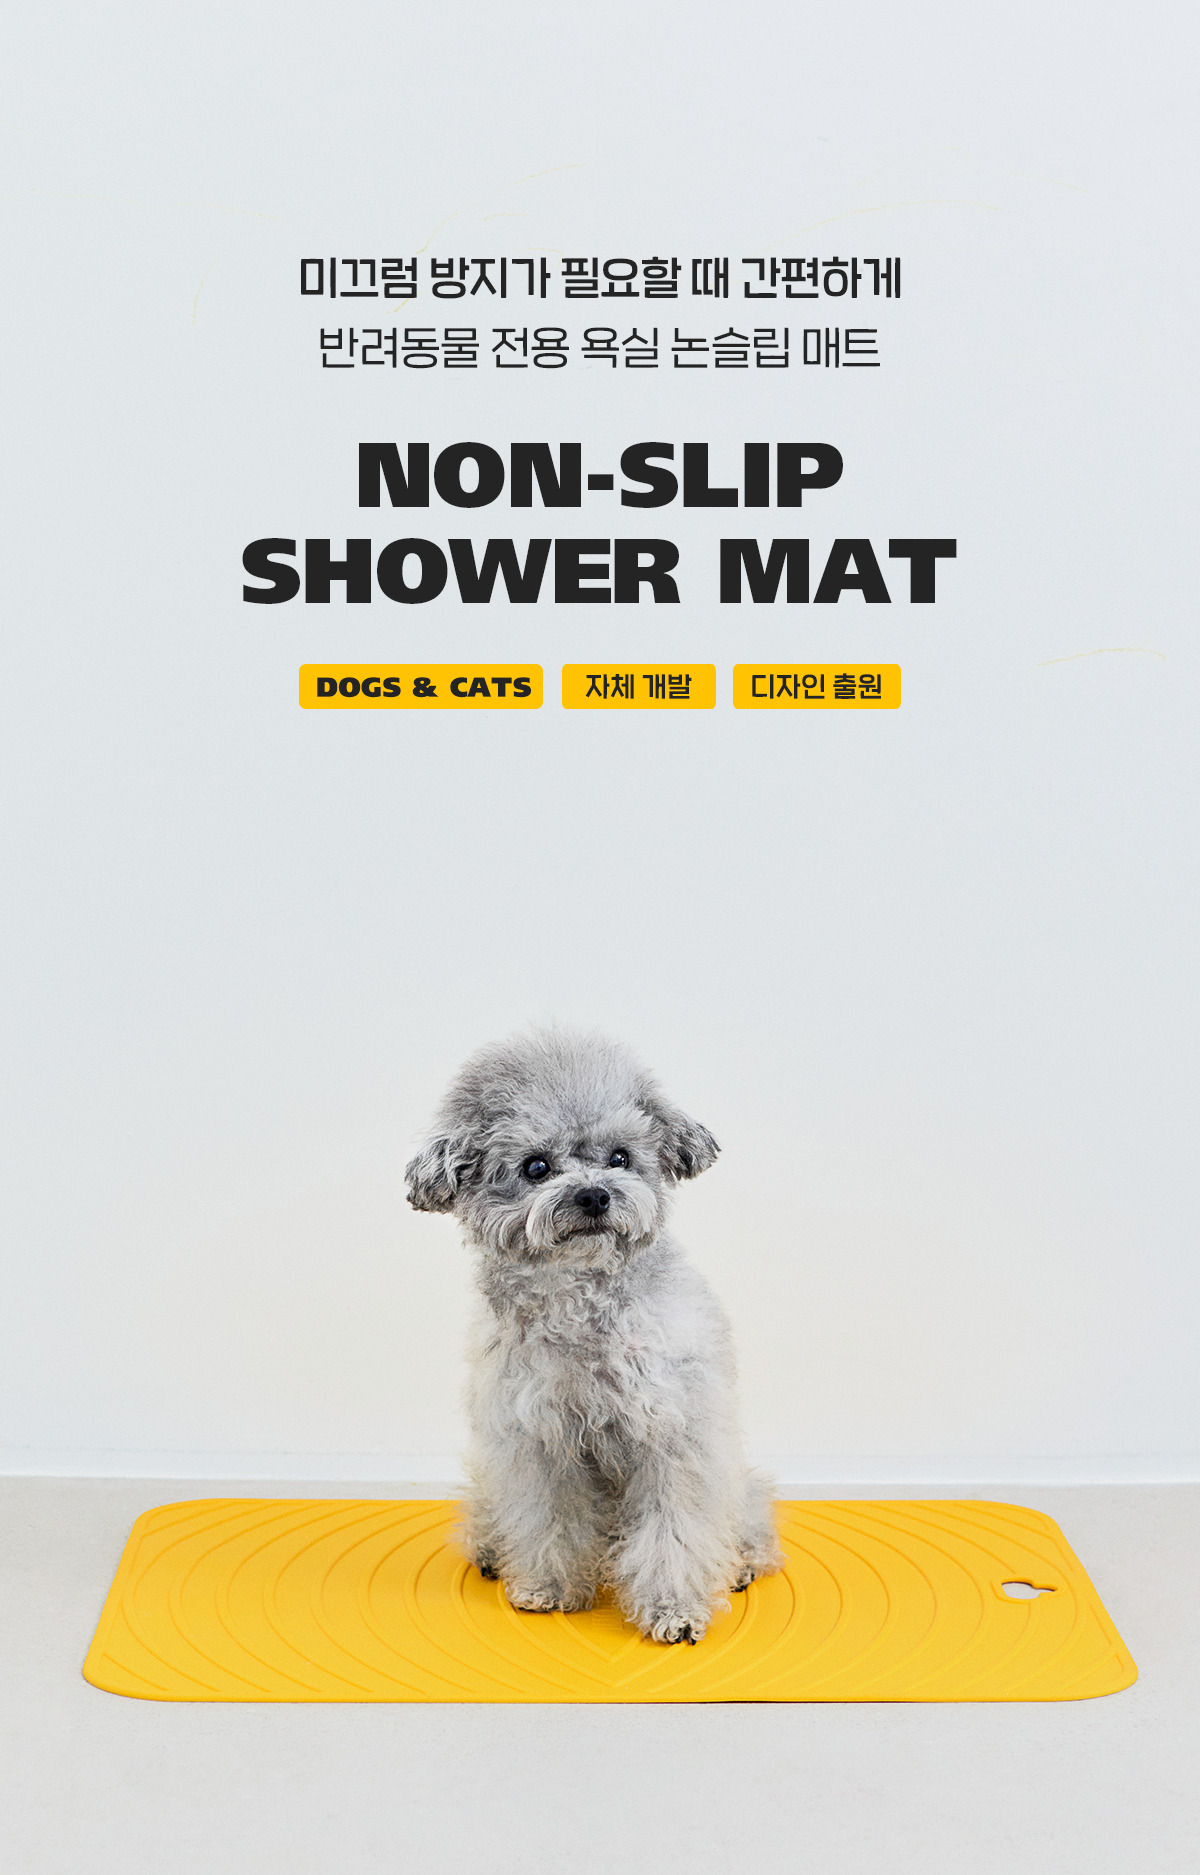 미끄럼 방지가 필요할 때 간편하게
반려동물 전용 욕실 논슬립 매트
NON-SLIP
SHOWER MAT
DOGS & CATS 자체 개발 디자인 출원